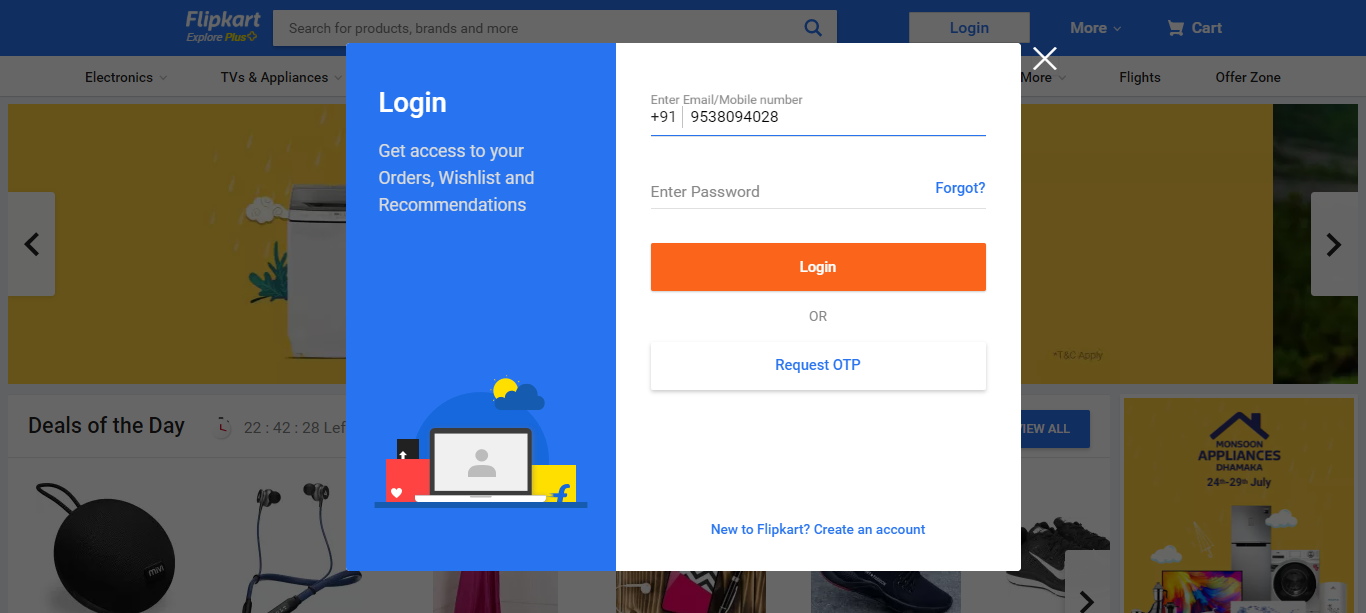 Flipkart
Explore Plus
Search for products, brands and more
Login
More
Cart
Electronics
TVs & Appliances
More
Flights
Offer Zone
Login
Get access to your
Orders, Wishlist and
Recommendations
Enter Email/Mobile number
+91 9538094028
Enter Password
Forgot?
Login
OR
Request OTP
New to Flipkart? Create an account
*T&C Apply
Deals of the Day
22 : 42 : 28 Lef
VIEW ALL
MONSOON
APPLIANCES
DHAMAKA
24th-29th July
mivi